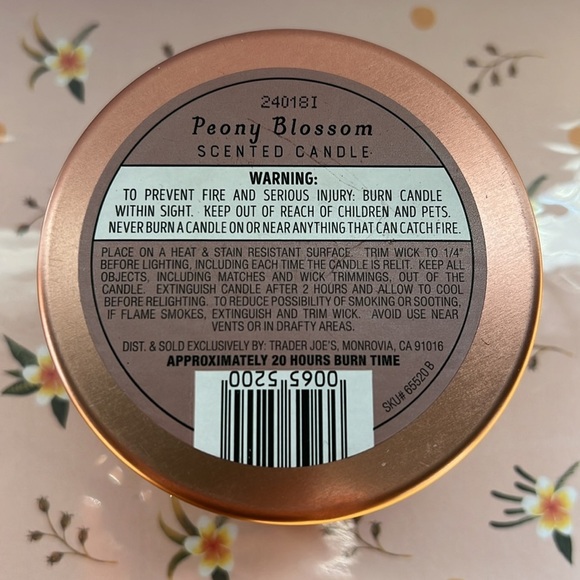 24018I
Peony Blossom
SCENTED CANDLE
WARNING:
TO PREVENT FIRE AND SERIOUS INJURY: BURN CANDLE
WITHIN SIGHT. KEEP OUT OF REACH OF CHILDREN AND PETS.
NEVER BURN A CANDLE ON OR NEAR ANYTHING THAT CAN CATCH FIRE.
PLACE ON A HEAT & STAIN RESISTANT SURFACE. TRIM WICK TO 1/4"
BEFORE LIGHTING, INCLUDING EACH TIME THE CANDLE IS RELIT. KEEP ALL
OBJECTS, INCLUDING MATCHES AND WICK TRIMMINGS, OUT OF THE
CANDLE. EXTINGUISH CANDLE AFTER 2 HOURS AND ALLOW TO COOL
BEFORE RELIGHTING. TO REDUCE POSSIBILITY OF SMOKING OR SOOTING,
IF FLAME SMOKES, EXTINGUISH AND TRIM WICK. AVOID USE NEAR
VENTS OR IN DRAFTY AREAS.
DIST. & SOLD EXCLUSIVELY BY: TRADER JOE'S, MONROVIA, CA 91016
APPROXIMATELY 20 HOURS BURN TIME
0065 5200
SKU# 65520 B